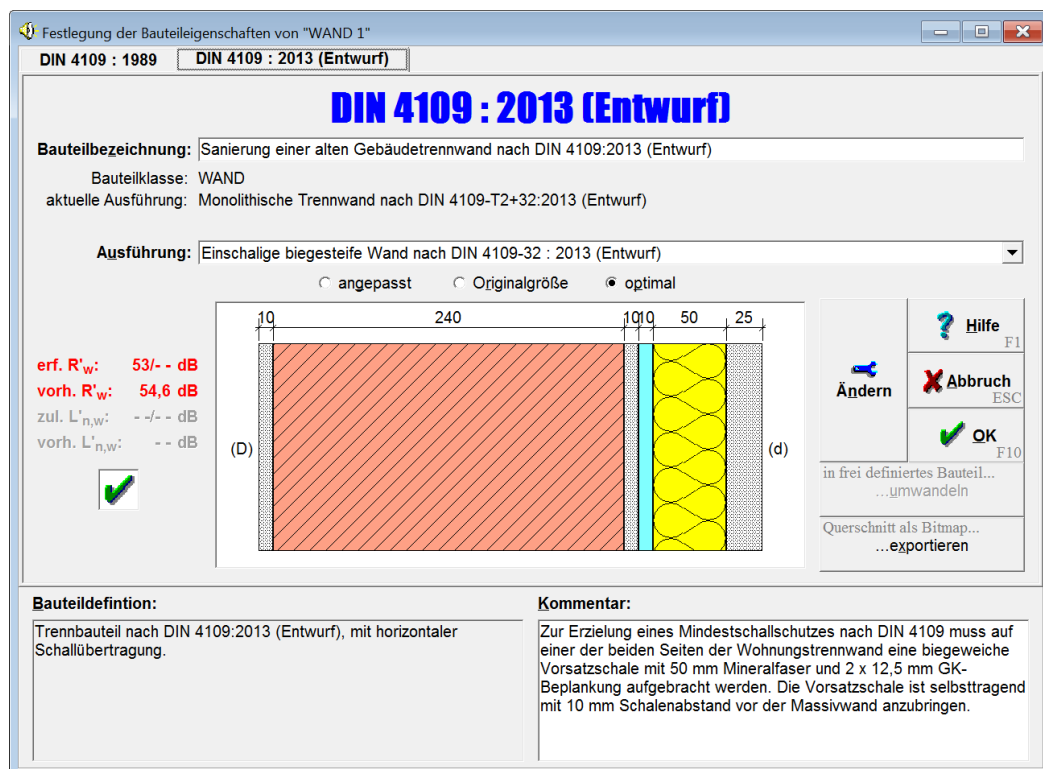 Festlegung der Bauteileigenschaften von "WAND 1"
DIN 4109 : 1989
DIN 4109 : 2013 (Entwurf)
DIN 4109 : 2013 (Entwurf)
Bauteilbezeichnung: Sanierung einer alten Gebäudetrennwand nach DIN 4109:2013 (Entwurf)
Bauteilklasse: WAND
aktuelle Ausführung: Monolithische Trennwand nach DIN 4109-T2+32:2013 (Entwurf)
Ausführung: Einschalige biegesteife Wand nach DIN 4109-32 : 2013 (Entwurf)
angepasst Originalgröße optimal
10 240 10 10 50 25
erf. R'w: 53/- - dB
vorh. R'w: 54,6 dB
zul. L'n,w: - -/- - dB
vorh. L'n,w: - - dB
(D)
(d)
Ändern
Hilfe
F1
Abbruch
ESC
OK
F10
in frei definiertes Bauteil...
...umwandeln
Querschnitt als Bitmap...
...exportieren
Bauteildefintion:
Trennbauteil nach DIN 4109:2013 (Entwurf), mit horizontaler
Schallübertragung.
Kommentar:
Zur Erzielung eines Mindestschallschutzes nach DIN 4109 muss auf
einer der beiden Seiten der Wohnungstrennwand eine biegeweiche
Vorsatzschale mit 50 mm Mineralfaser und 2 x 12,5 mm GK-
Beplankung aufgebracht werden. Die Vorsatzschale ist selbsttragend
mit 10 mm Schalenabstand vor der Massivwand anzubringen.